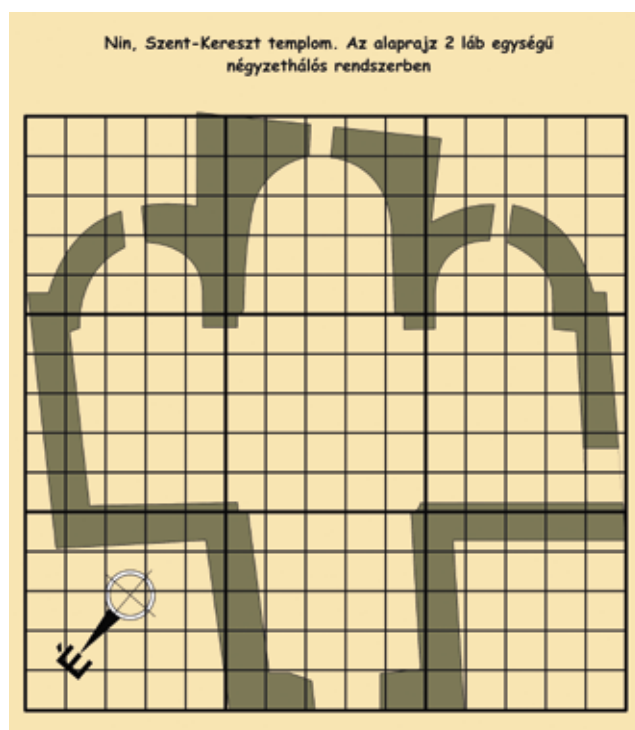 Nin, Szent-Kereszt templom. Az alaprajz 2 láb egységű
négyzethálós rendszerben
É